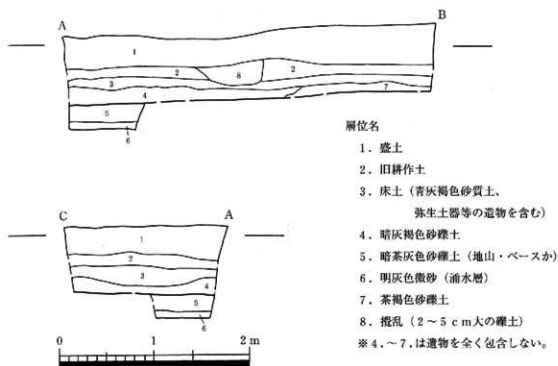 A
B
1
2
8
2
3
4
7
5
6
C
A
1
2
3
4
5
6
0
1
2 m
層位名
1．盛土
2．旧耕作土
3．床土（青灰褐色砂質土、
弥生土器等の遺物を含む）
4．暗灰褐色砂礫土
5．暗茶灰色砂礫土（地山・ベースか）
6．明灰色微砂（涌水層）
7．茶褐色砂礫土
8．攪乱（2～5cm大の礫土）
※4.～7.は遺物を全く包含しない。